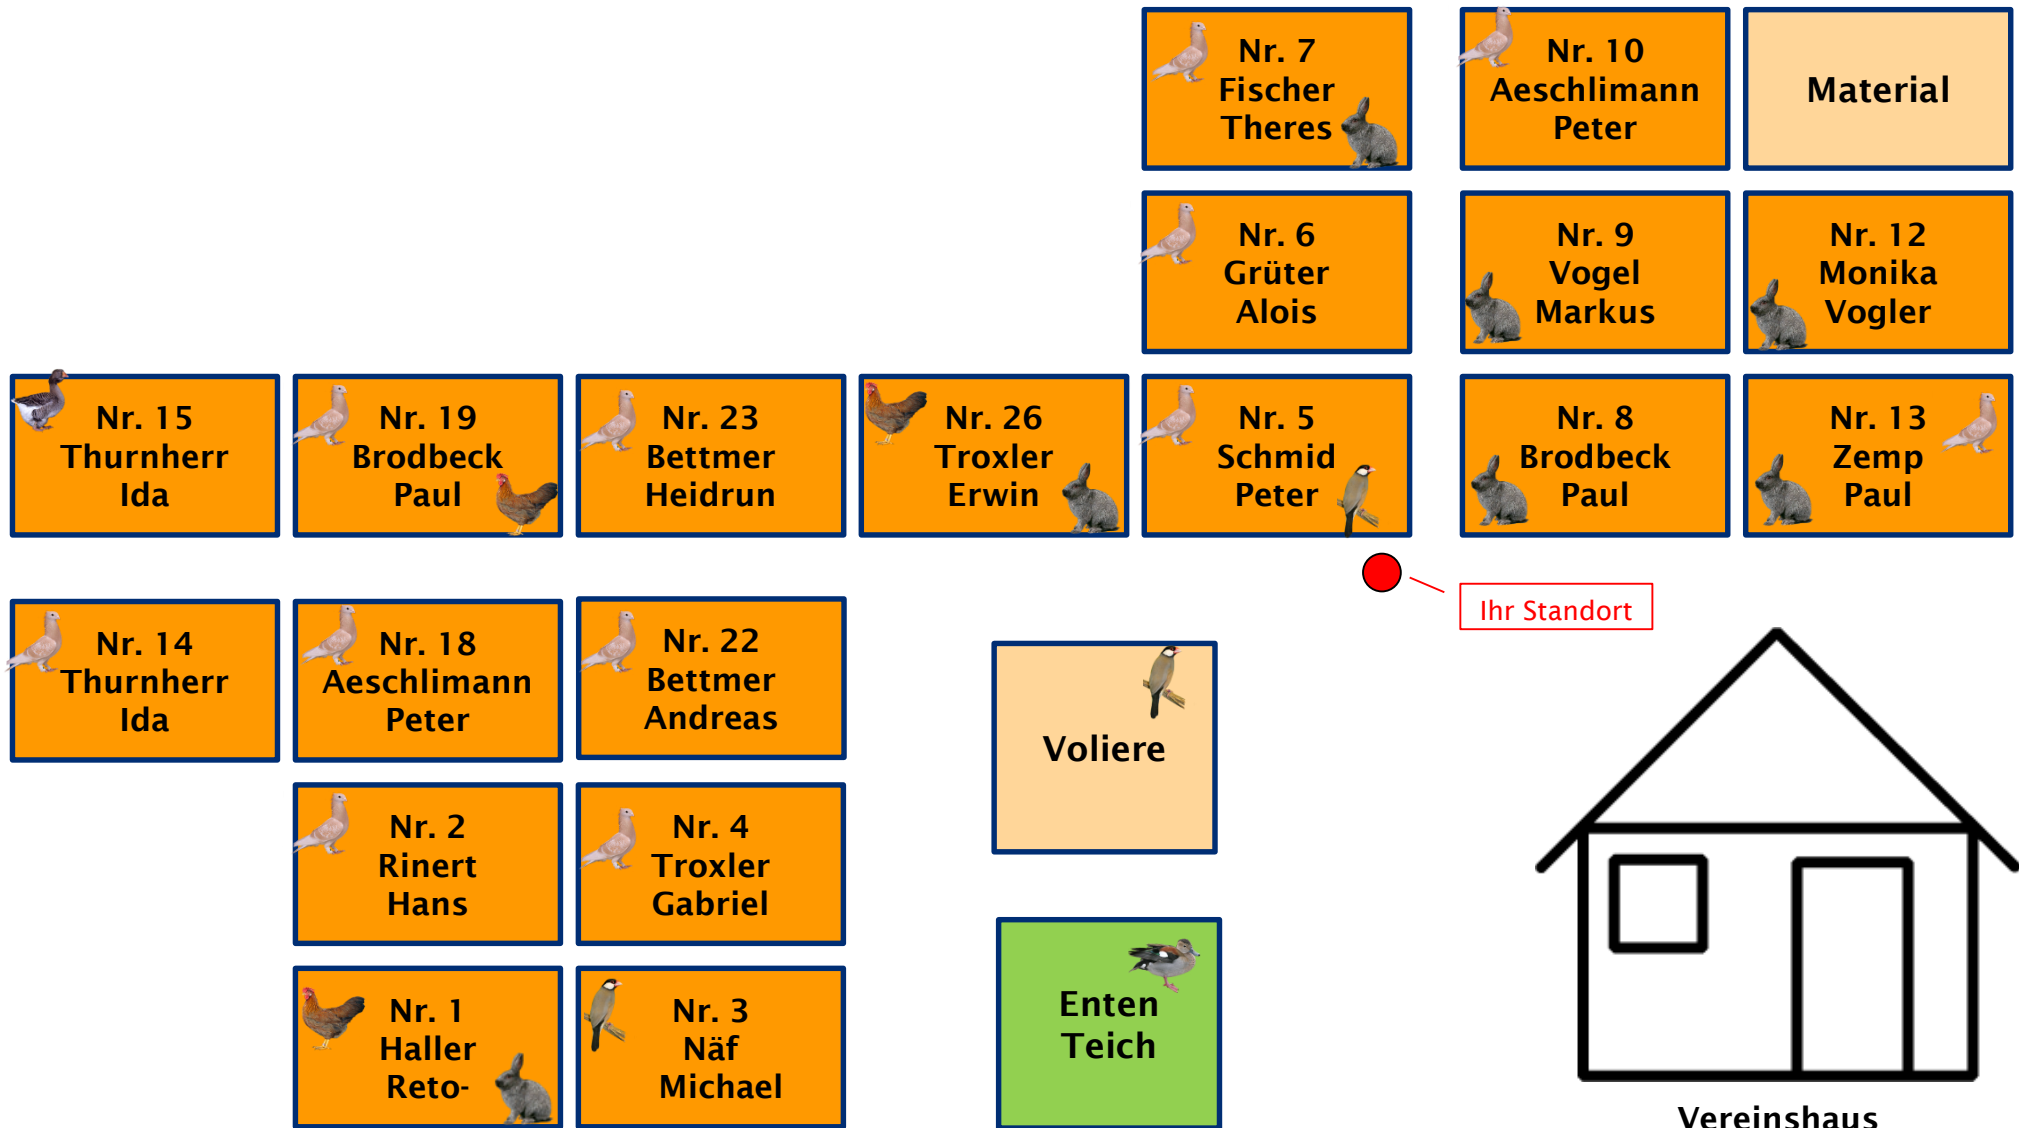 Nr. 7
Fischer
Theres
Nr. 10
Aeschlimann
Peter
Material
Nr. 6
Grüter
Alois
Nr. 9
Vogel
Markus
Nr. 12
Monika
Vogler
Nr. 15
Thurnherr
Ida
Nr. 19
Brodbeck
Paul
Nr. 23
Bettmer
Heidrun
Nr. 26
Troxler
Erwin
Nr. 5
Schmid
Peter
Nr. 8
Brodbeck
Paul
Nr. 13
Zemp
Paul
Ihr Standort
Nr. 14
Thurnherr
Ida
Nr. 18
Aeschlimann
Peter
Nr. 22
Bettmer
Andreas
Voliere
Nr. 2
Rinert
Hans
Nr. 4
Troxler
Gabriel
Nr. 1
Haller
Reto-
Nr. 3
Näf
Michael
Enten
Teich
Vereinshaus